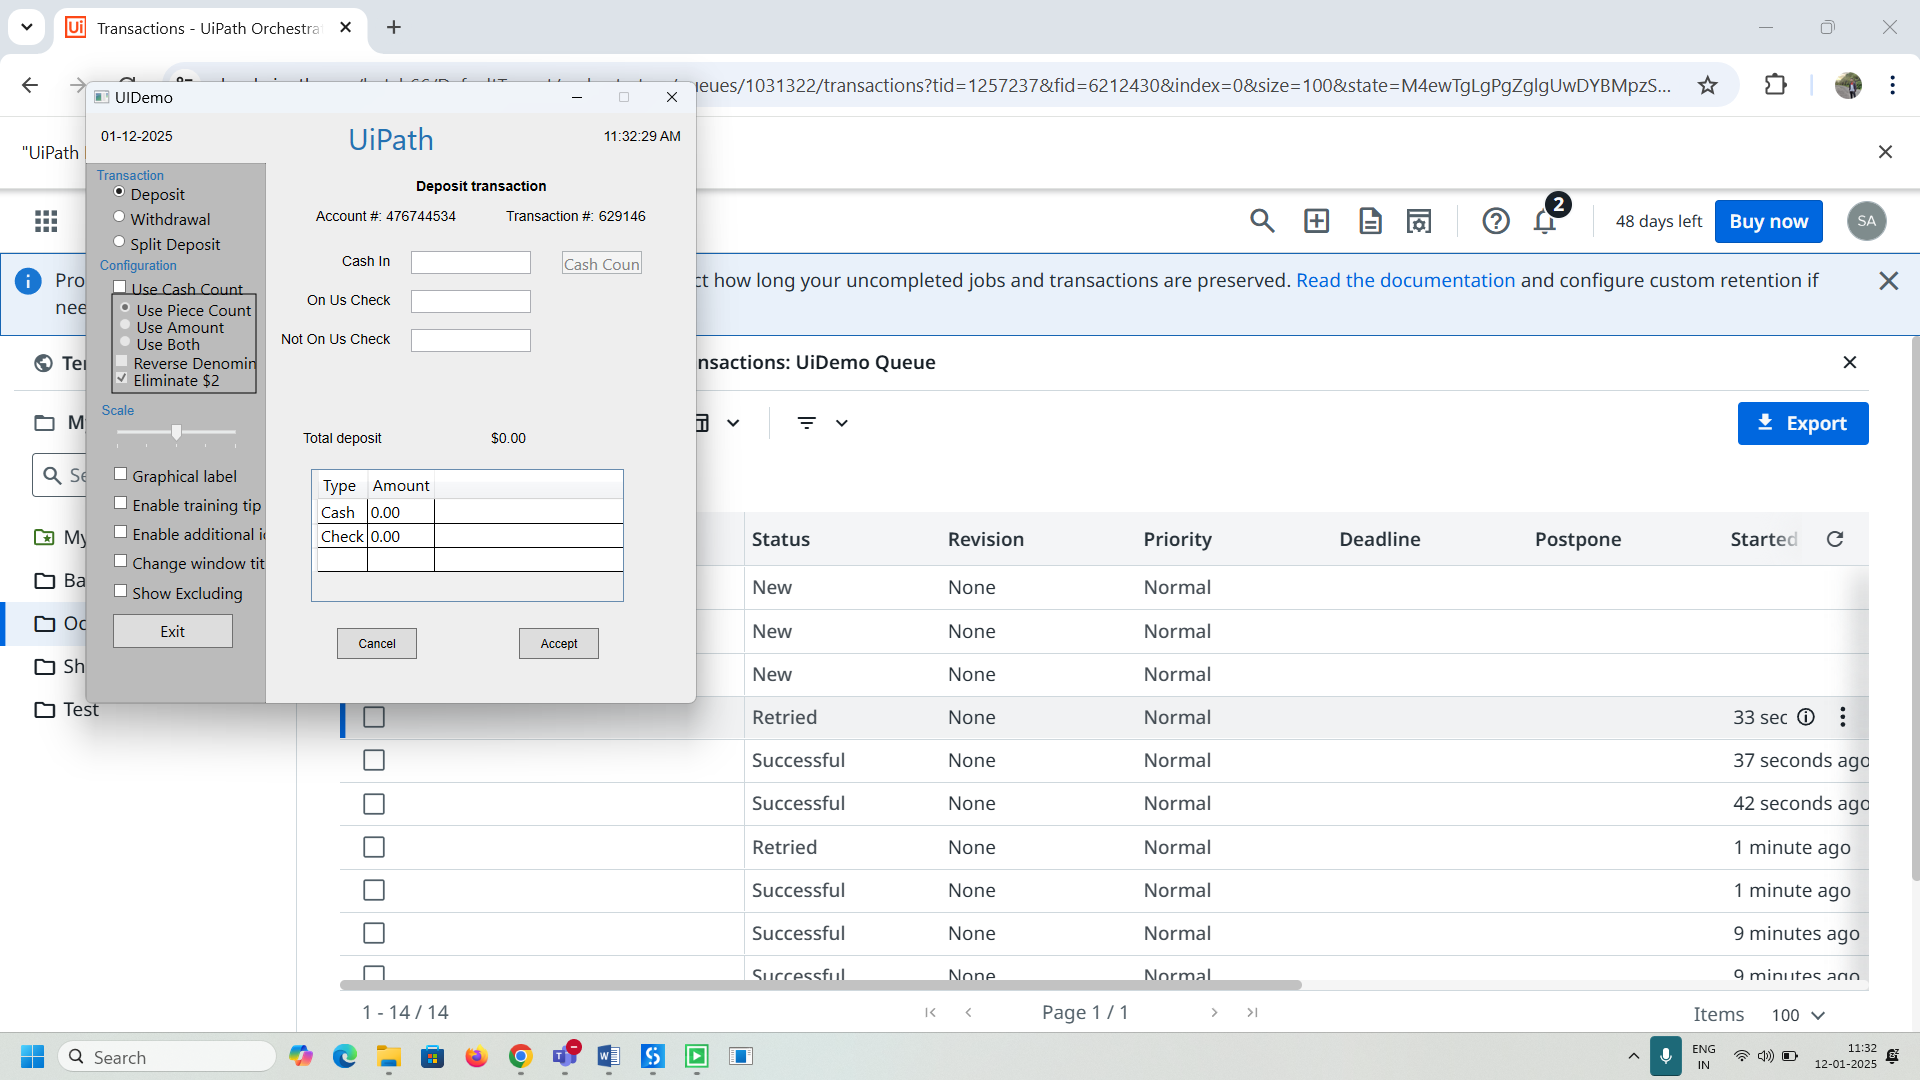 Transactions - UiPath Orchestra
eues/1031322/transactions?tid=1257237&fid=6212430&index=0&size=100&state=M4ewTgLgPgZglgUwDYBMpzS...
UIDemo
"UiPath
01-12-2025
UiPath
11:32:29 AM
Transaction
Deposit
Withdrawal
Split Deposit
Configuration
Use Cash Count
Use Piece Count
Use Amount
Use Both
Reverse Denomin
Eliminate $2
Scale
Graphical label
Enable training tip
Enable additional ic
Change window tit
Show Excluding
Exit
Deposit transaction
Account #: 476744534
Transaction #: 629146
Cash In
Cash Coun
On Us Check
Not On Us Check
Total deposit
$0.00
Type Amount
Cash 0.00
Check 0.00
Cancel
Accept
2
48 days left
Buy now
SA
Pro
ct how long your uncompleted jobs and transactions are preserved. Read the documentation and configure custom retention if
nee
Te
My
Se
My
Ba
Oc
Sh
Test
nsactions: UiDemo Queue
Export
Status Revision Priority Deadline Postpone Started
New None Normal
New None Normal
New None Normal
Retried None Normal 33 sec
Successful None Normal 37 seconds ago
Successful None Normal 42 seconds ago
Retried None Normal 1 minute ago
Successful None Normal 1 minute ago
Successful None Normal 9 minutes ago
Successful None Normal 9 minutes ago
1 - 14 / 14
Page 1 / 1
Items 100
Search
ENG
IN
11:32
12-01-2025